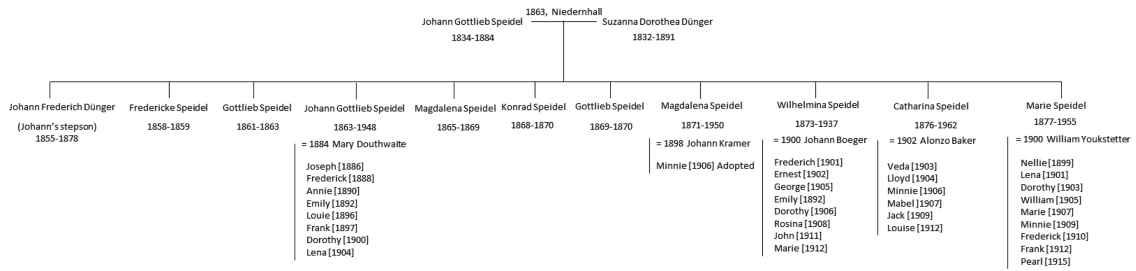 1863, Niedernhall
Johann Gottlieb Speidel
1834-1884
Suzanna Dorothea Dünger
1832-1891
Johann Frederich Dünger
(Johann's stepson)
1855-1878
Fredericke Speidel
1858-1859
Gottlieb Speidel
1861-1863
Johann Gottlieb Speidel
1863-1948
= 1884 Mary Douthwaite
Joseph [1886]
Frederick [1888]
Annie [1890]
Emily [1892]
Louie [1896]
Frank [1897]
Dorothy [1900]
Lena [1904]
Magdalena Speidel
1865-1869
Konrad Speidel
1868-1870
Gottlieb Speidel
1869-1870
Magdalena Speidel
1871-1950
= 1898 Johann Kramer
Minnie [1906] Adopted
Wilhelmina Speidel
1873-1937
= 1900 Johann Boeger
Frederich [1901]
Ernest [1902]
George [1905]
Emily [1892]
Dorothy [1906]
Rosina [1908]
John [1911]
Marie [1912]
Catharina Speidel
1876-1962
= 1902 Alonzo Baker
Veda [1903]
Lloyd [1904]
Minnie [1906]
Mabel [1907]
Jack [1909]
Louise [1912]
Marie Speidel
1877-1955
= 1900 William Youkstetter
Nellie [1899]
Lena [1901]
Dorothy [1903]
William [1905]
Marie [1907]
Minnie [1909]
Frederick [1910]
Frank [1912]
Pearl [1915]